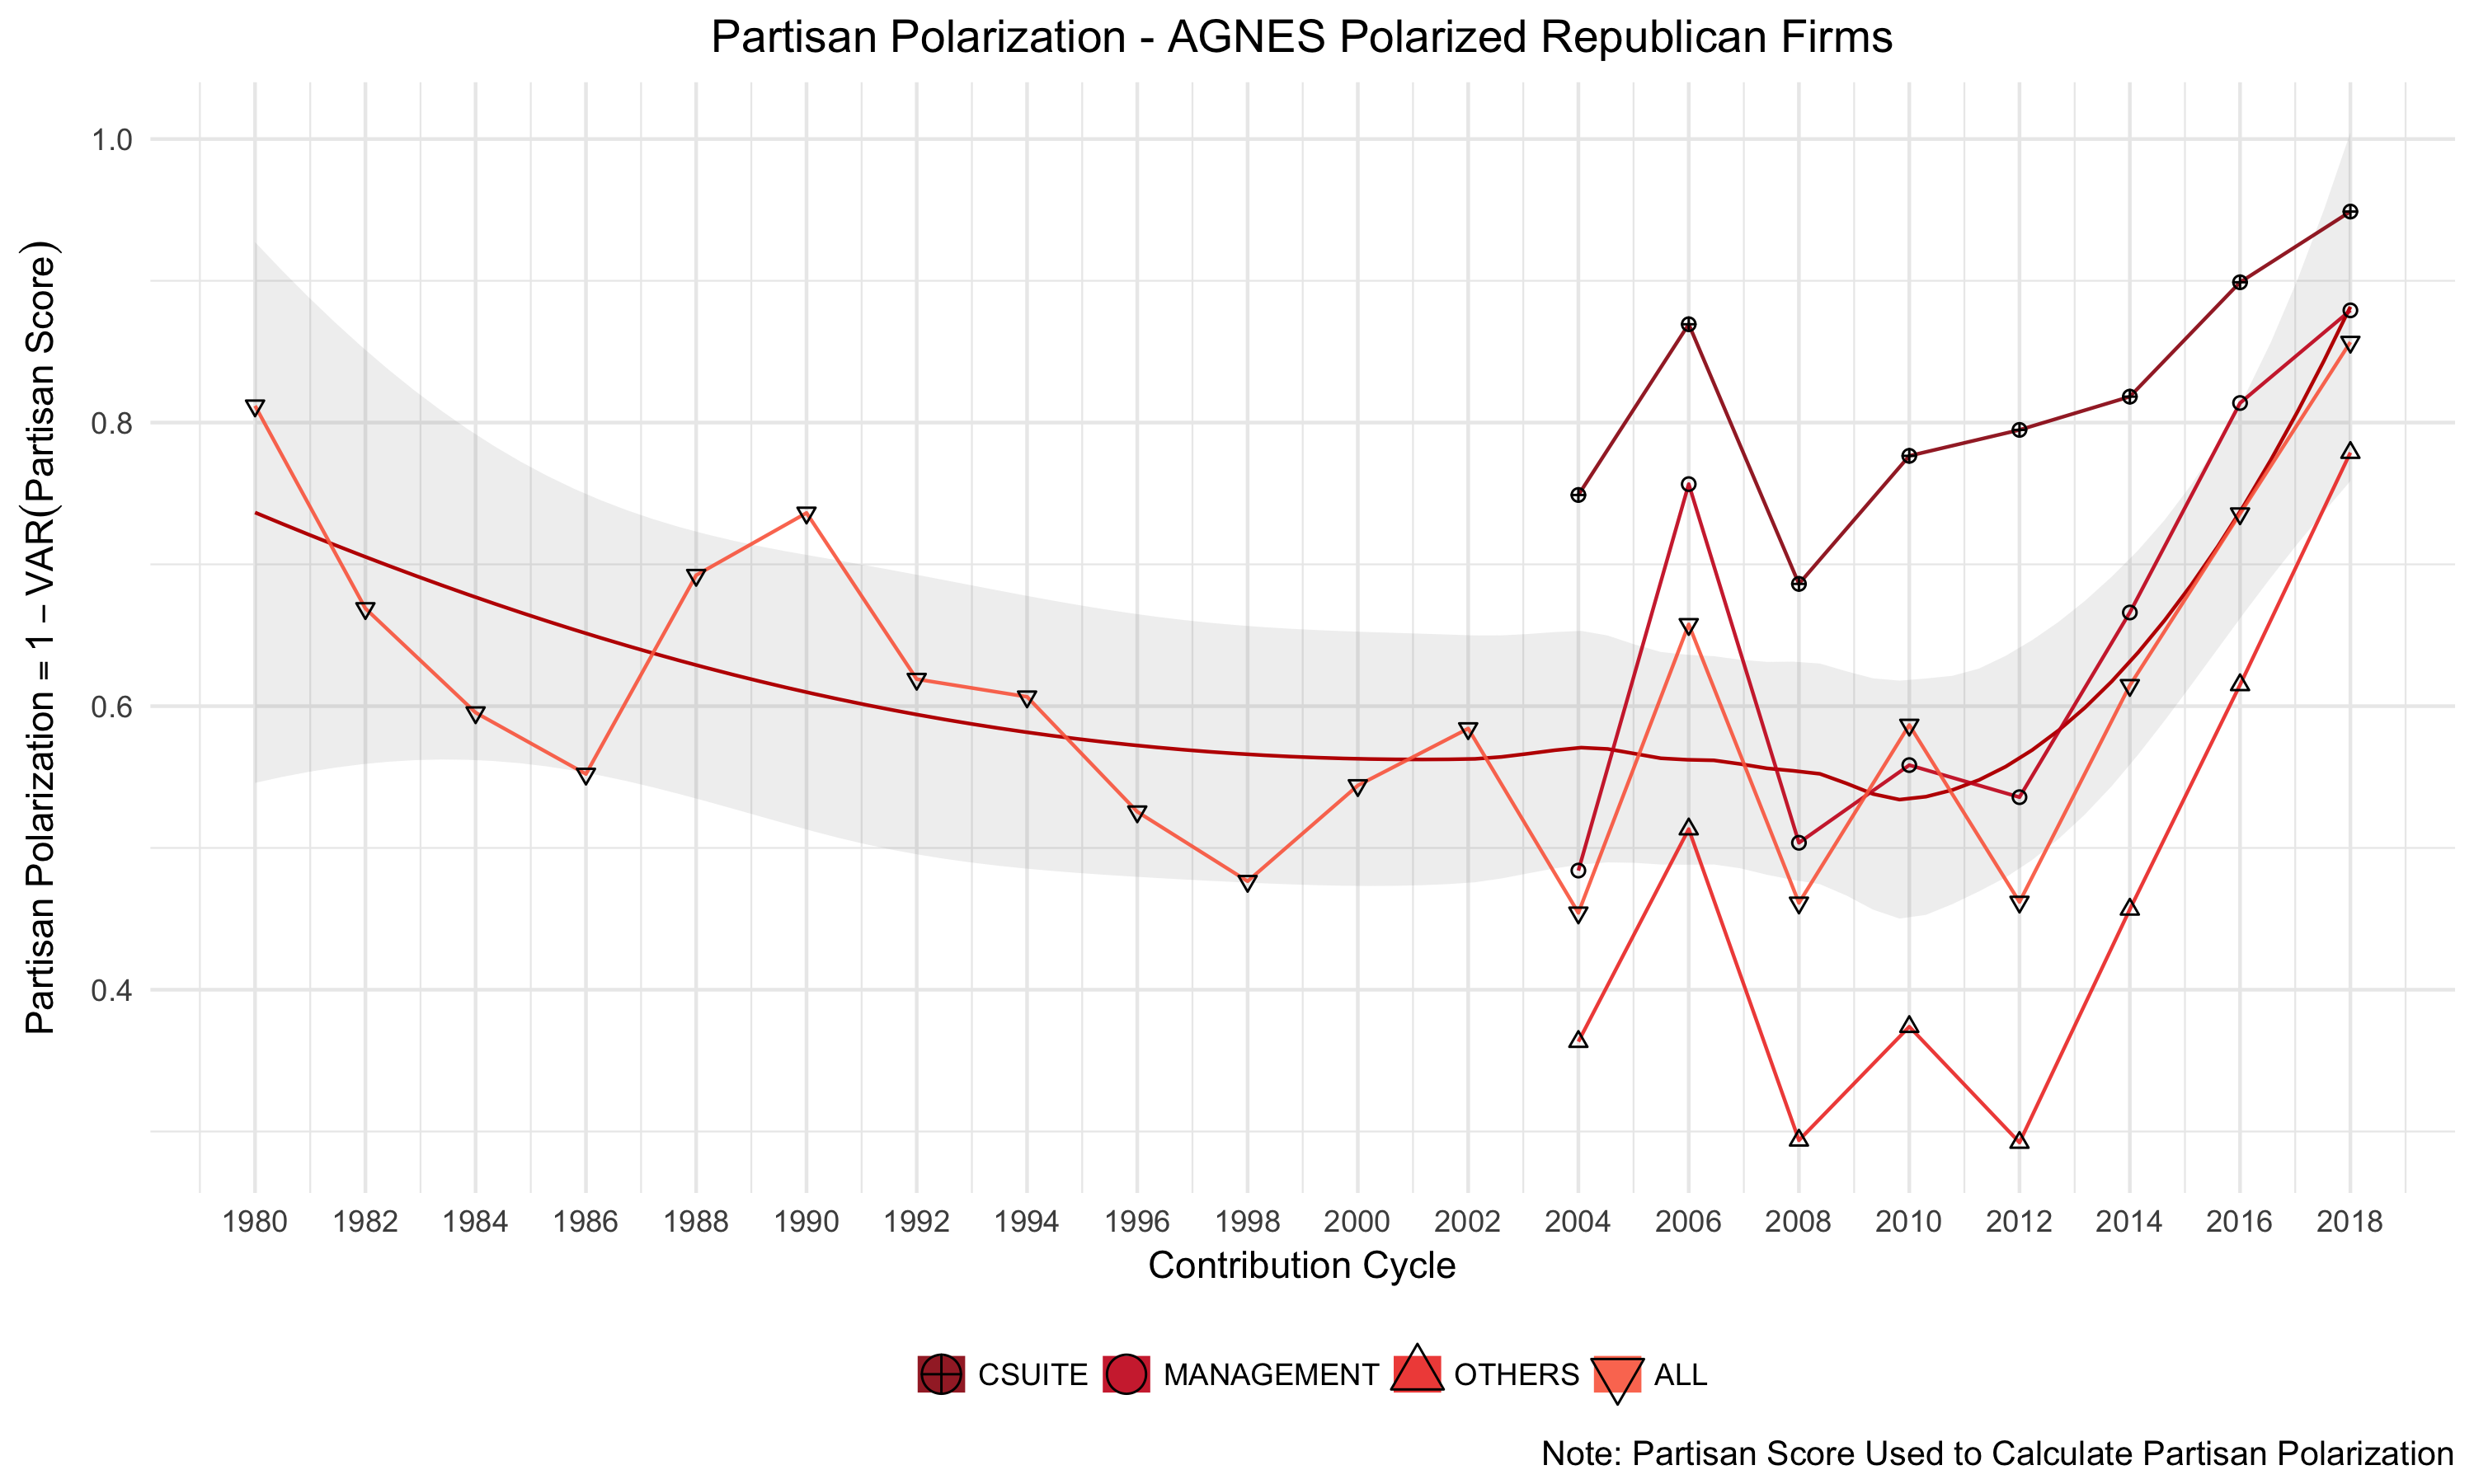 Partisan Polarization - AGNES Polarized Republican Firms
Partisan Polarization = 1 − VAR(Partisan Score)
1.0
0.8
0.6
0.4
1980 1982 1984 1986 1988 1990 1992 1994 1996 1998 2000 2002 2004 2006 2008 2010 2012 2014 2016 2018
Contribution Cycle
CSUITE MANAGEMENT OTHERS ALL
Note: Partisan Score Used to Calculate Partisan Polarization